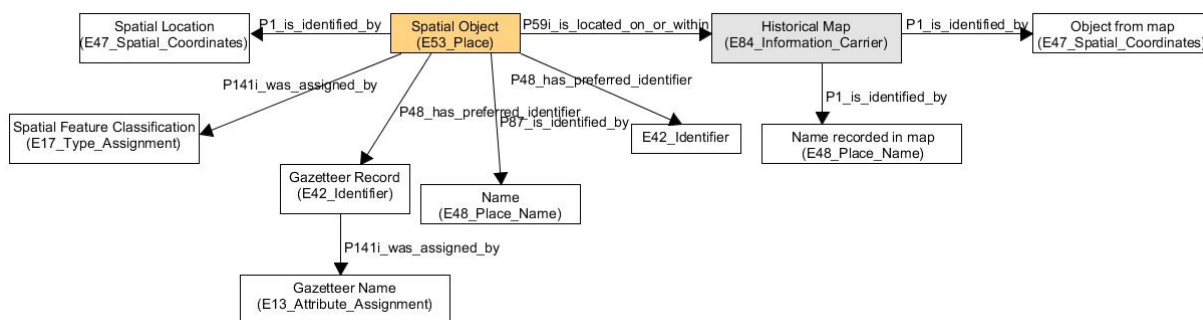 Spatial Location
(E47_Spatial_Coordinates)
P1_is_identified_by
Spatial Object
(E53_Place)
P59i_is_located_on_or_within
Historical Map
(E84_Information_Carrier)
P1_is_identified_by
Object from map
(E47_Spatial_Coordinates)
P141i_was_assigned_by
P48_has_preferred_identifier
P48_has_preferred_identifier
P87_is_identified_by
P1_is_identified_by
Spatial Feature Classification
(E17_Type_Assignment)
E42_Identifier
Name recorded in map
(E48_Place_Name)
Gazetteer Record
(E42_Identifier)
Name
(E48_Place_Name)
P141i_was_assigned_by
Gazetteer Name
(E13_Attribute_Assignment)